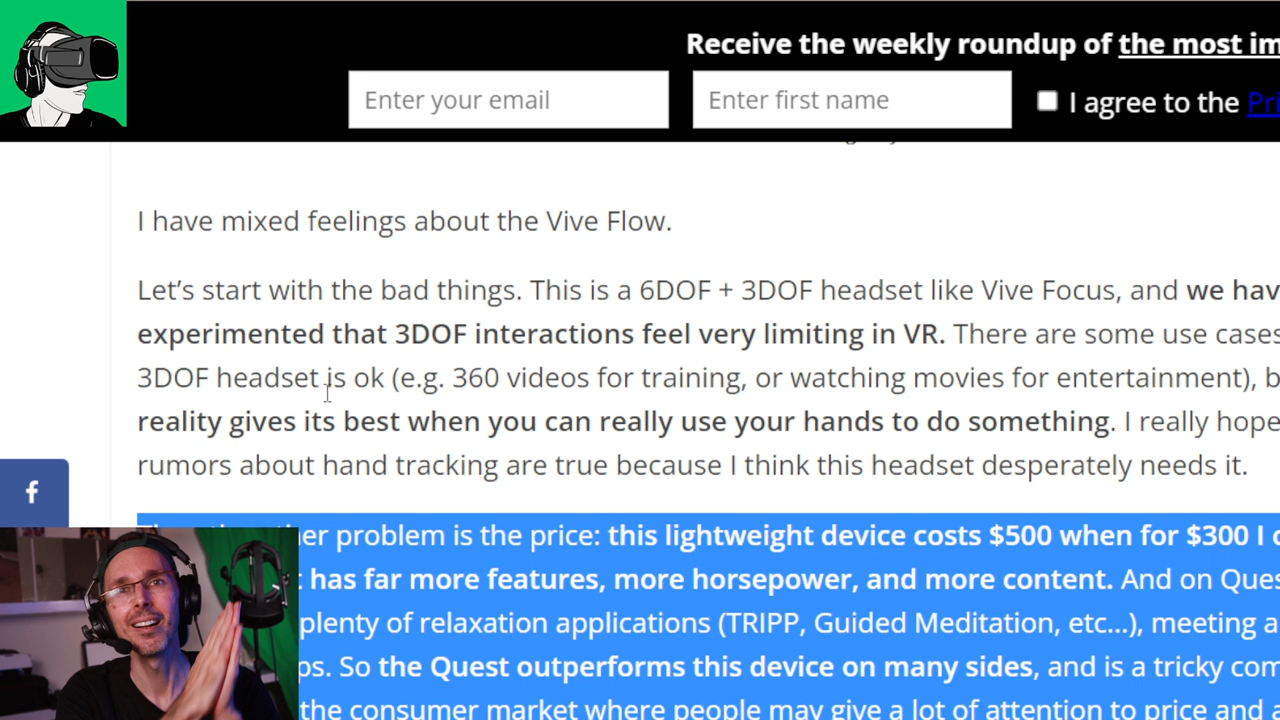 Receive the weekly roundup of the most im
Enter your email
Enter first name
I agree to the Pri
I have mixed feelings about the Vive Flow.
Let’s start with the bad things. This is a 6DOF + 3DOF headset like Vive Focus, and we hav
experimented that 3DOF interactions feel very limiting in VR. There are some use cases
3DOF headset is ok (e.g. 360 videos for training, or watching movies for entertainment), b
reality gives its best when you can really use your hands to do something. I really hope
rumors about hand tracking are true because I think this headset desperately needs it.
problem is the price: this lightweight device costs $500 when for $300 I
has far more features, more horsepower, and more content. And on Ques
plenty of relaxation applications (TRIPP, Guided Meditation, etc…), meeting a
ps. So the Quest outperforms this device on many sides, and is a tricky com
the consumer market where people may give a lot of attention to price and